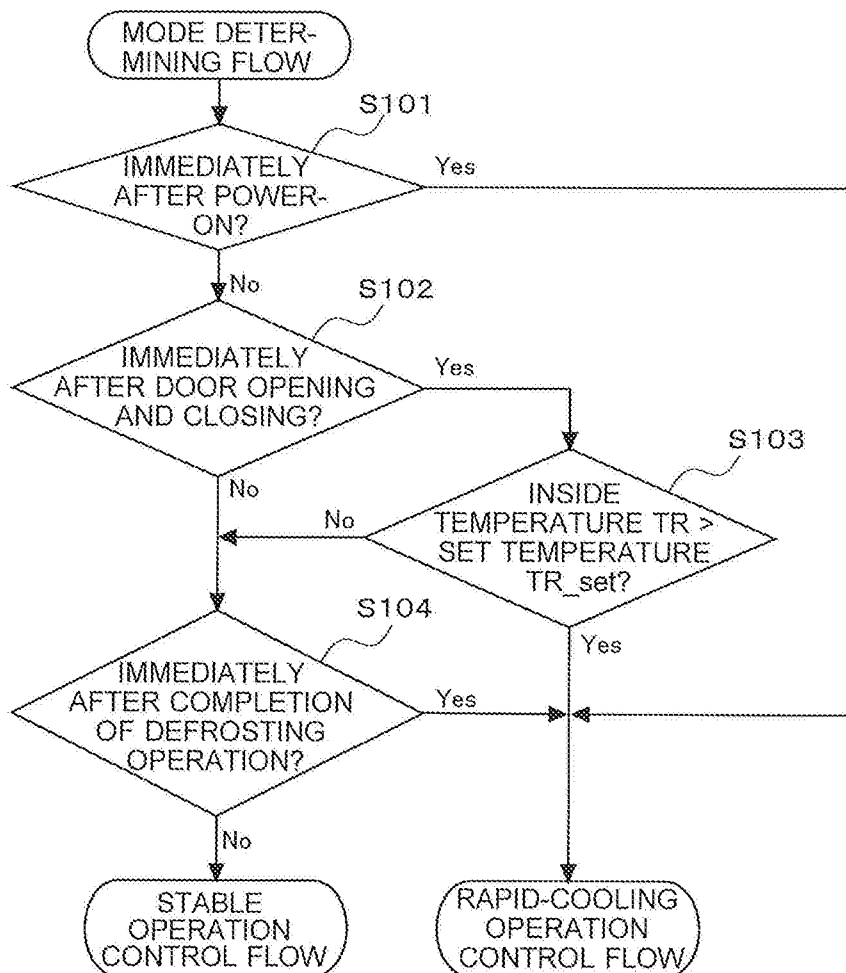 MODE DETER-
MINING FLOW
S101
IMMEDIATELY
AFTER POWER-
ON?
Yes
No
S102
IMMEDIATELY
AFTER DOOR OPENING
AND CLOSING?
Yes
No
S103
INSIDE
TEMPERATURE TR >
SET TEMPERATURE
TR_set?
No
Yes
S104
IMMEDIATELY
AFTER COMPLETION
OF DEFROSTING
OPERATION?
Yes
No
STABLE
OPERATION
CONTROL FLOW
RAPID-COOLING
OPERATION
CONTROL FLOW